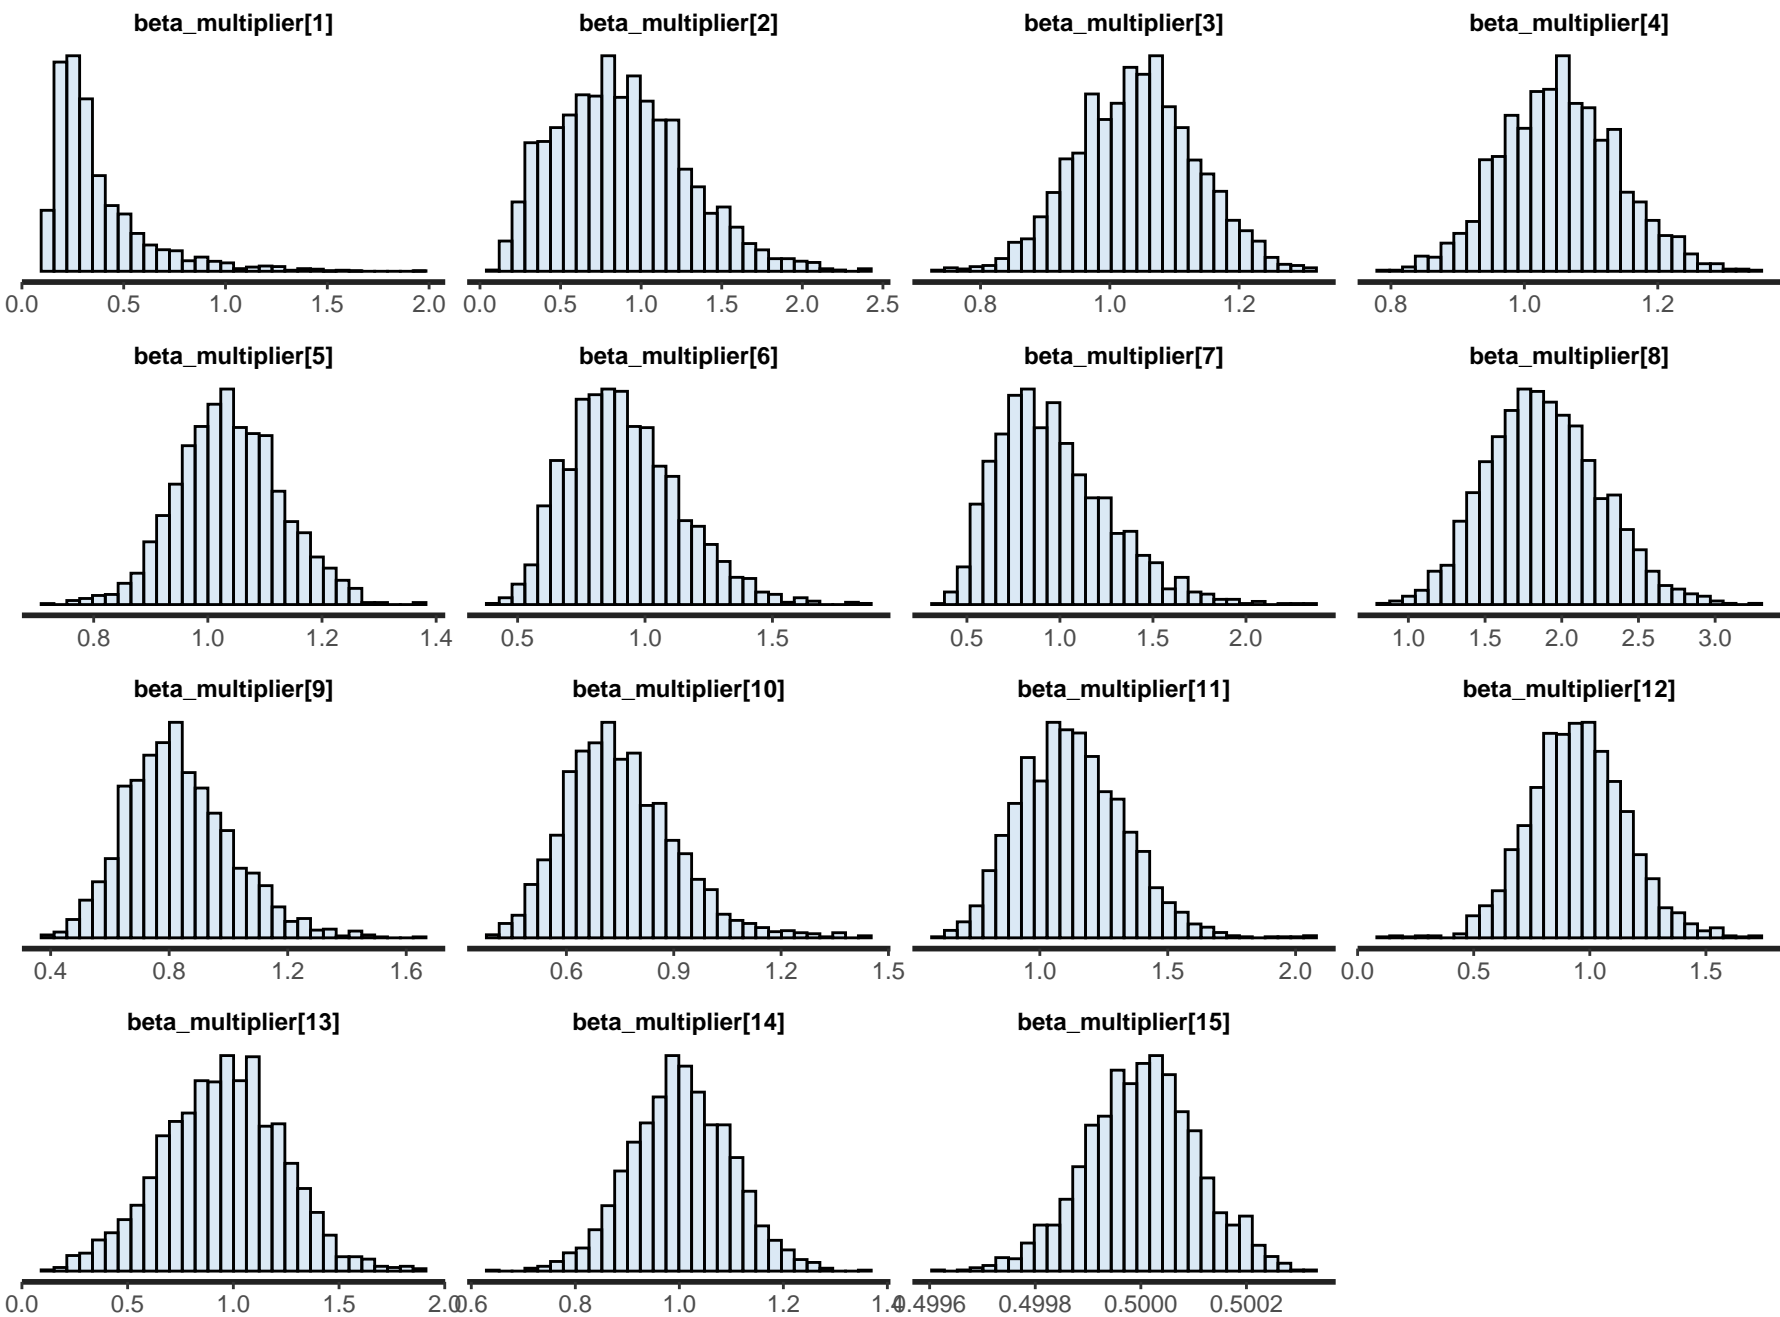 beta_multiplier[1] beta_multiplier[2] beta_multiplier[3] beta_multiplier[4]
0.0 0.5 1.0 1.5 2.0 0.0 0.5 1.0 1.5 2.0 2.5 0.8 1.0 1.2 0.8 1.0 1.2
beta_multiplier[5] beta_multiplier[6] beta_multiplier[7] beta_multiplier[8]
0.8 1.0 1.2 1.4 0.5 1.0 1.5 0.5 1.0 1.5 2.0 1.0 1.5 2.0 2.5 3.0
beta_multiplier[9] beta_multiplier[10] beta_multiplier[11] beta_multiplier[12]
0.4 0.8 1.2 1.6 0.6 0.9 1.2 1.5 1.0 1.5 2.0 0.0 0.5 1.0 1.5
beta_multiplier[13] beta_multiplier[14] beta_multiplier[15]
0.0 0.5 1.0 1.5 2.0 0.6 0.8 1.0 1.2 1.4 0.4996 0.4998 0.5000 0.5002